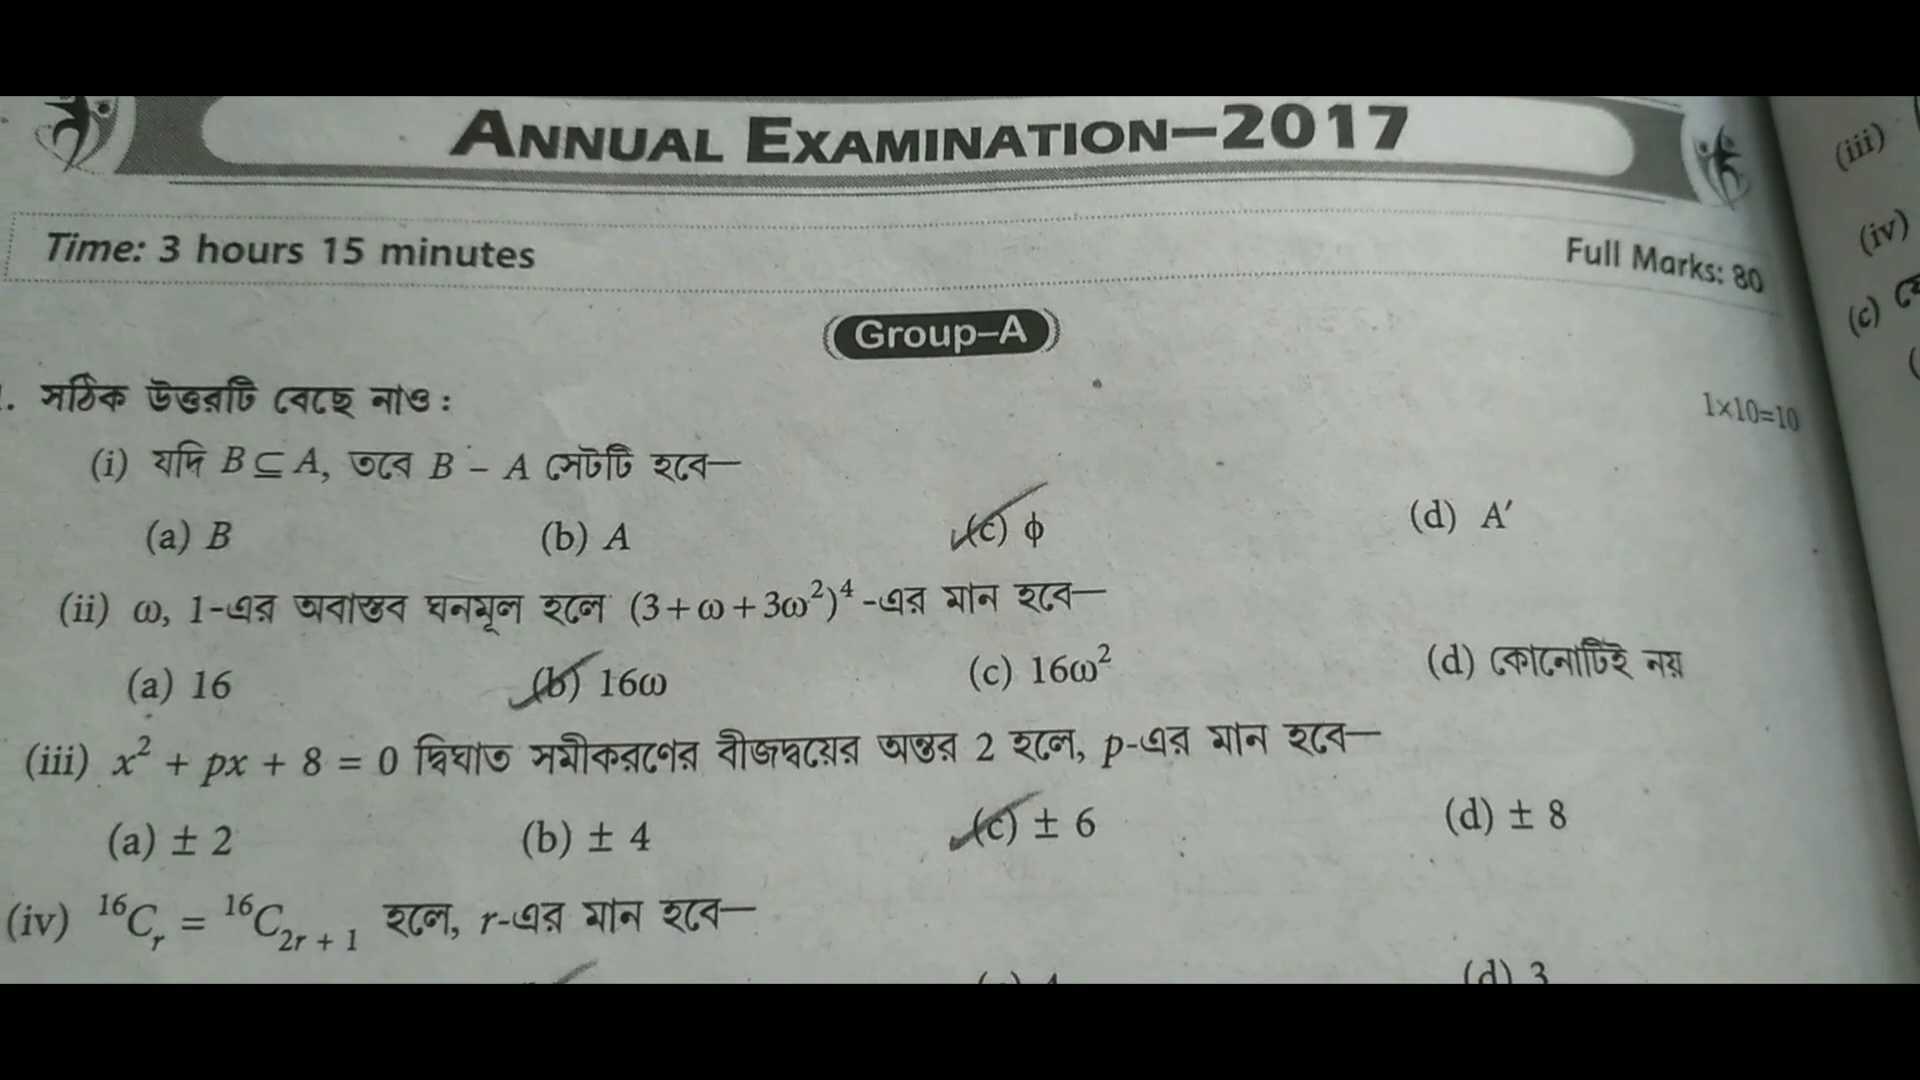 ANNUAL EXAMINATION—2017
Time: 3 hours 15 minutes
Full Marks: 80
Group–A
. সঠিক উত্তরটি বেছে নাও :
1×10=10
(i) যদি B ⊆ A, তবে B – A সেটটি হবে—
(a) B (b) A (c) ϕ (d) A′
(ii) ω, 1-এর অবাস্তব ঘনমূল হলে (3+ω+3ω²)⁴ -এর মান হবে—
(a) 16 (b) 16ω (c) 16ω² (d) কোনোটিই নয়
(iii) x² + px + 8 = 0 দ্বিঘাত সমীকরণের বীজদ্বয়ের অন্তর 2 হলে, p-এর মান হবে—
(a) ± 2 (b) ± 4 (c) ± 6 (d) ± 8
(iv) ¹⁶Cᵣ = ¹⁶C₂ᵣ₊₁ হলে, r-এর মান হবে—
(d) 3
(iii)
(iv)
(c)